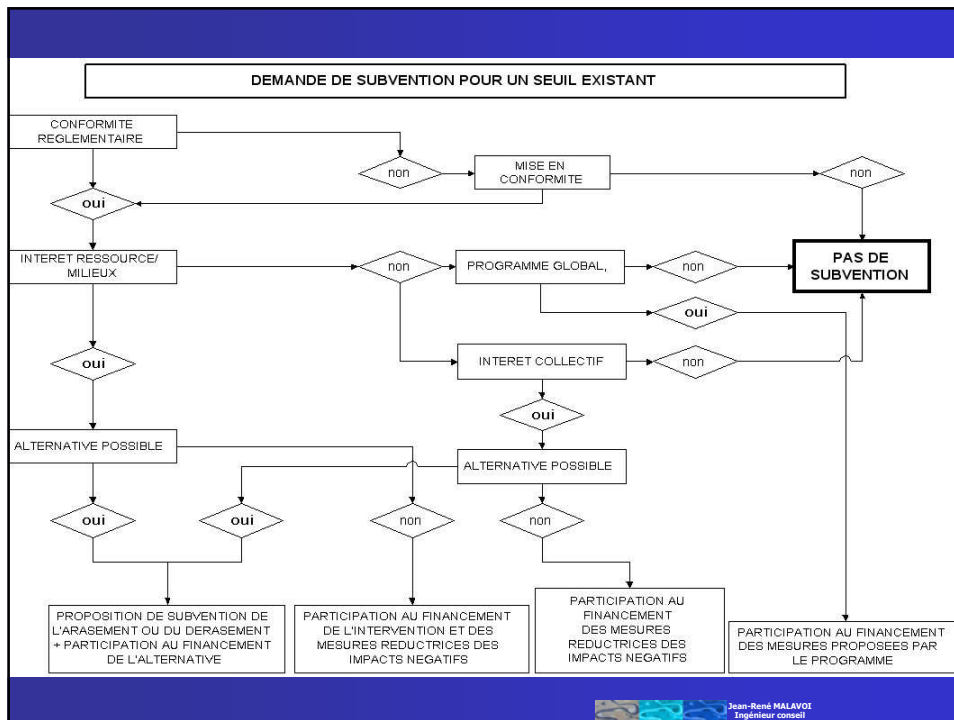 DEMANDE DE SUBVENTION POUR UN SEUIL EXISTANT
CONFORMITE
REGLEMENTAIRE
non
MISE EN
CONFORMITE
non
oui
INTERET RESSOURCE/
MILIEUX
non
PROGRAMME GLOBAL,
non
PAS DE
SUBVENTION
oui
oui
INTERET COLLECTIF
non
oui
ALTERNATIVE POSSIBLE
ALTERNATIVE POSSIBLE
oui
oui
non
non
PROPOSITION DE SUBVENTION DE
L'ARASEMENT OU DU DERASEMENT
+ PARTICIPATION AU FINANCEMENT
DE L'ALTERNATIVE
PARTICIPATION AU FINANCEMENT
DE L'INTERVENTION ET DES
MESURES REDUCTRICES DES
IMPACTS NEGATIFS
PARTICIPATION AU
FINANCEMENT
DES MESURES
REDUCTRICES DES
IMPACTS NEGATIFS
PARTICIPATION AU FINANCEMENT
DES MESURES PROPOSEES PAR
LE PROGRAMME
Jean-René MALAVOI
Ingénieur conseil